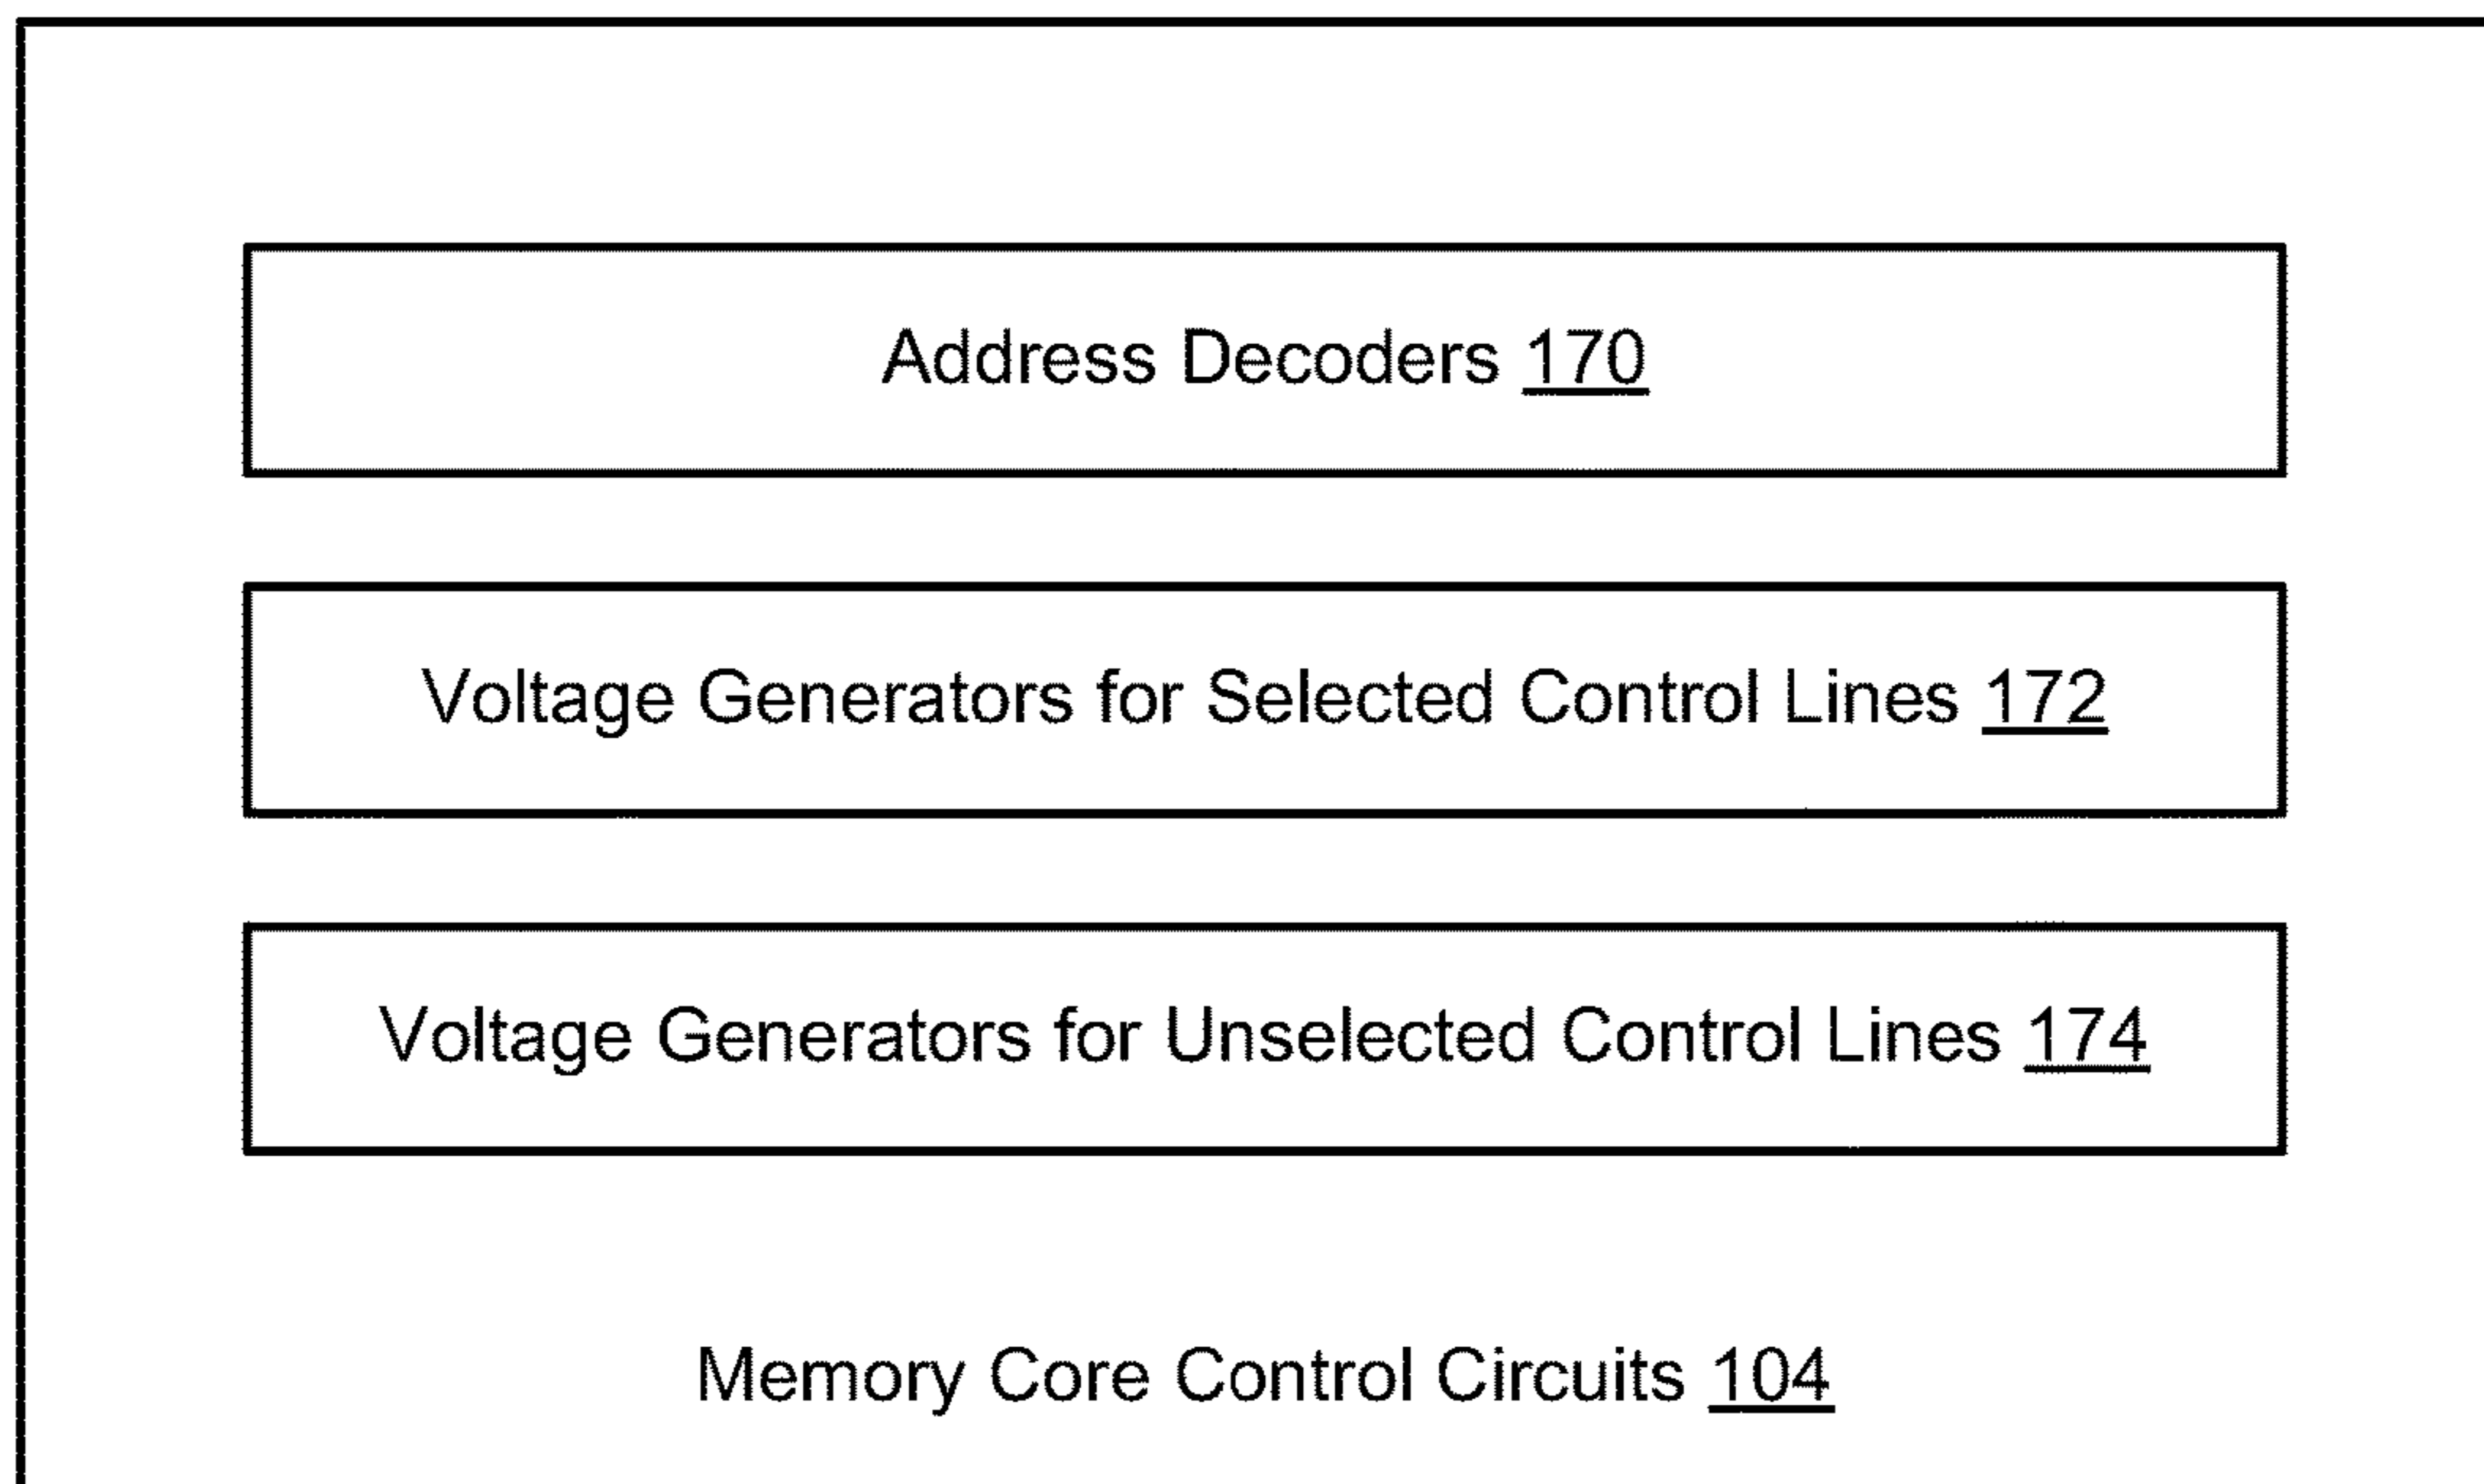 Address Decoders 170
Voltage Generators for Selected Control Lines 172
Voltage Generators for Unselected Control Lines 174
Memory Core Control Circuits 104